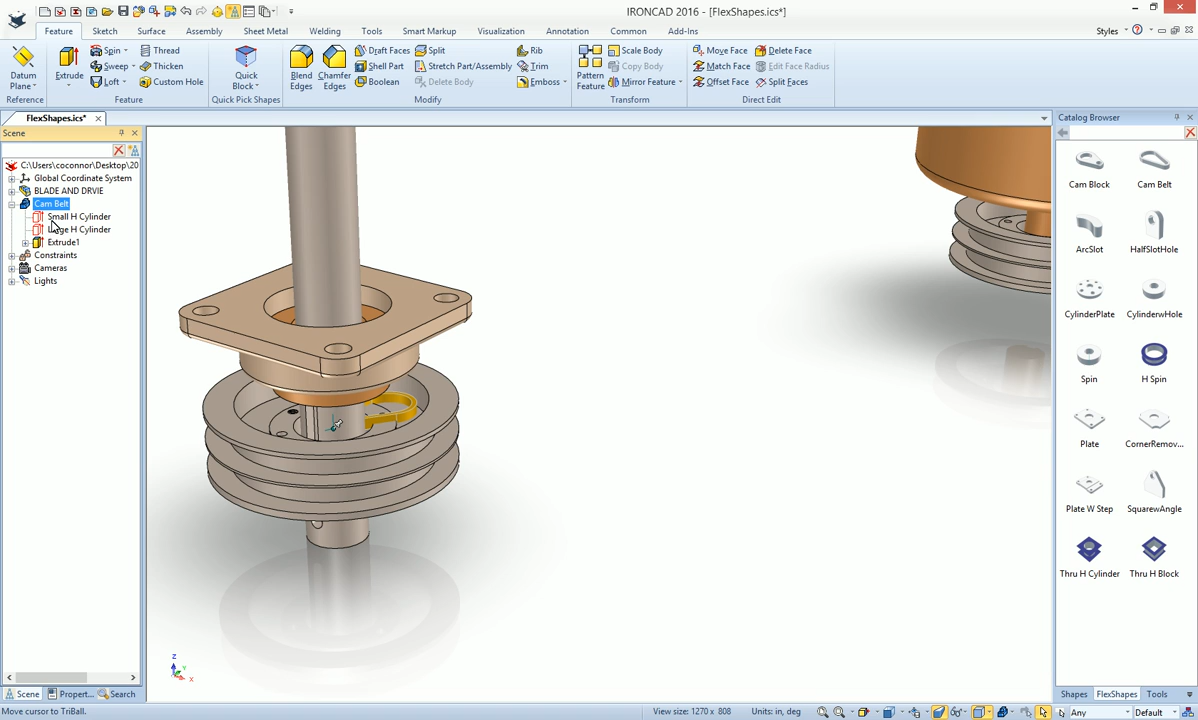 IRONCAD 2016 - [FlexShapes.ics*]
Feature Sketch Surface Assembly Sheet Metal Welding Tools Smart Markup Visualization Annotation Common Add-Ins Styles
Datum Plane
Reference
Extrude
Spin
Sweep
Loft
Thread
Thicken
Custom Hole
Feature
Quick Block
Quick Pick Shapes
Blend Edges
Chamfer Edges
Draft Faces
Shell Part
Boolean
Split
Stretch Part/Assembly
Delete Body
Rib
Trim
Emboss
Modify
Pattern Feature
Scale Body
Copy Body
Mirror Feature
Transform
Move Face
Match Face
Offset Face
Delete Face
Edit Face Radius
Split Faces
Direct Edit
FlexShapes.ics*
Scene
C:\Users\coconnor\Desktop\20
Global Coordinate System
BLADE AND DRVIE
Cam Belt
Small H Cylinder
Large H Cylinder
Extrude1
Constraints
Cameras
Lights
Z
Y
X
Catalog Browser
Cam Block Cam Belt
ArcSlot HalfSlotHole
CylinderPlate CylinderwHole
Spin H Spin
Plate CornerRemov...
Plate W Step SquarewAngle
Thru H Cylinder Thru H Block
Scene Propert... Search
Shapes FlexShapes Tools
Move cursor to TriBall.
View size: 1270 x 808 Units: in, deg Any Default